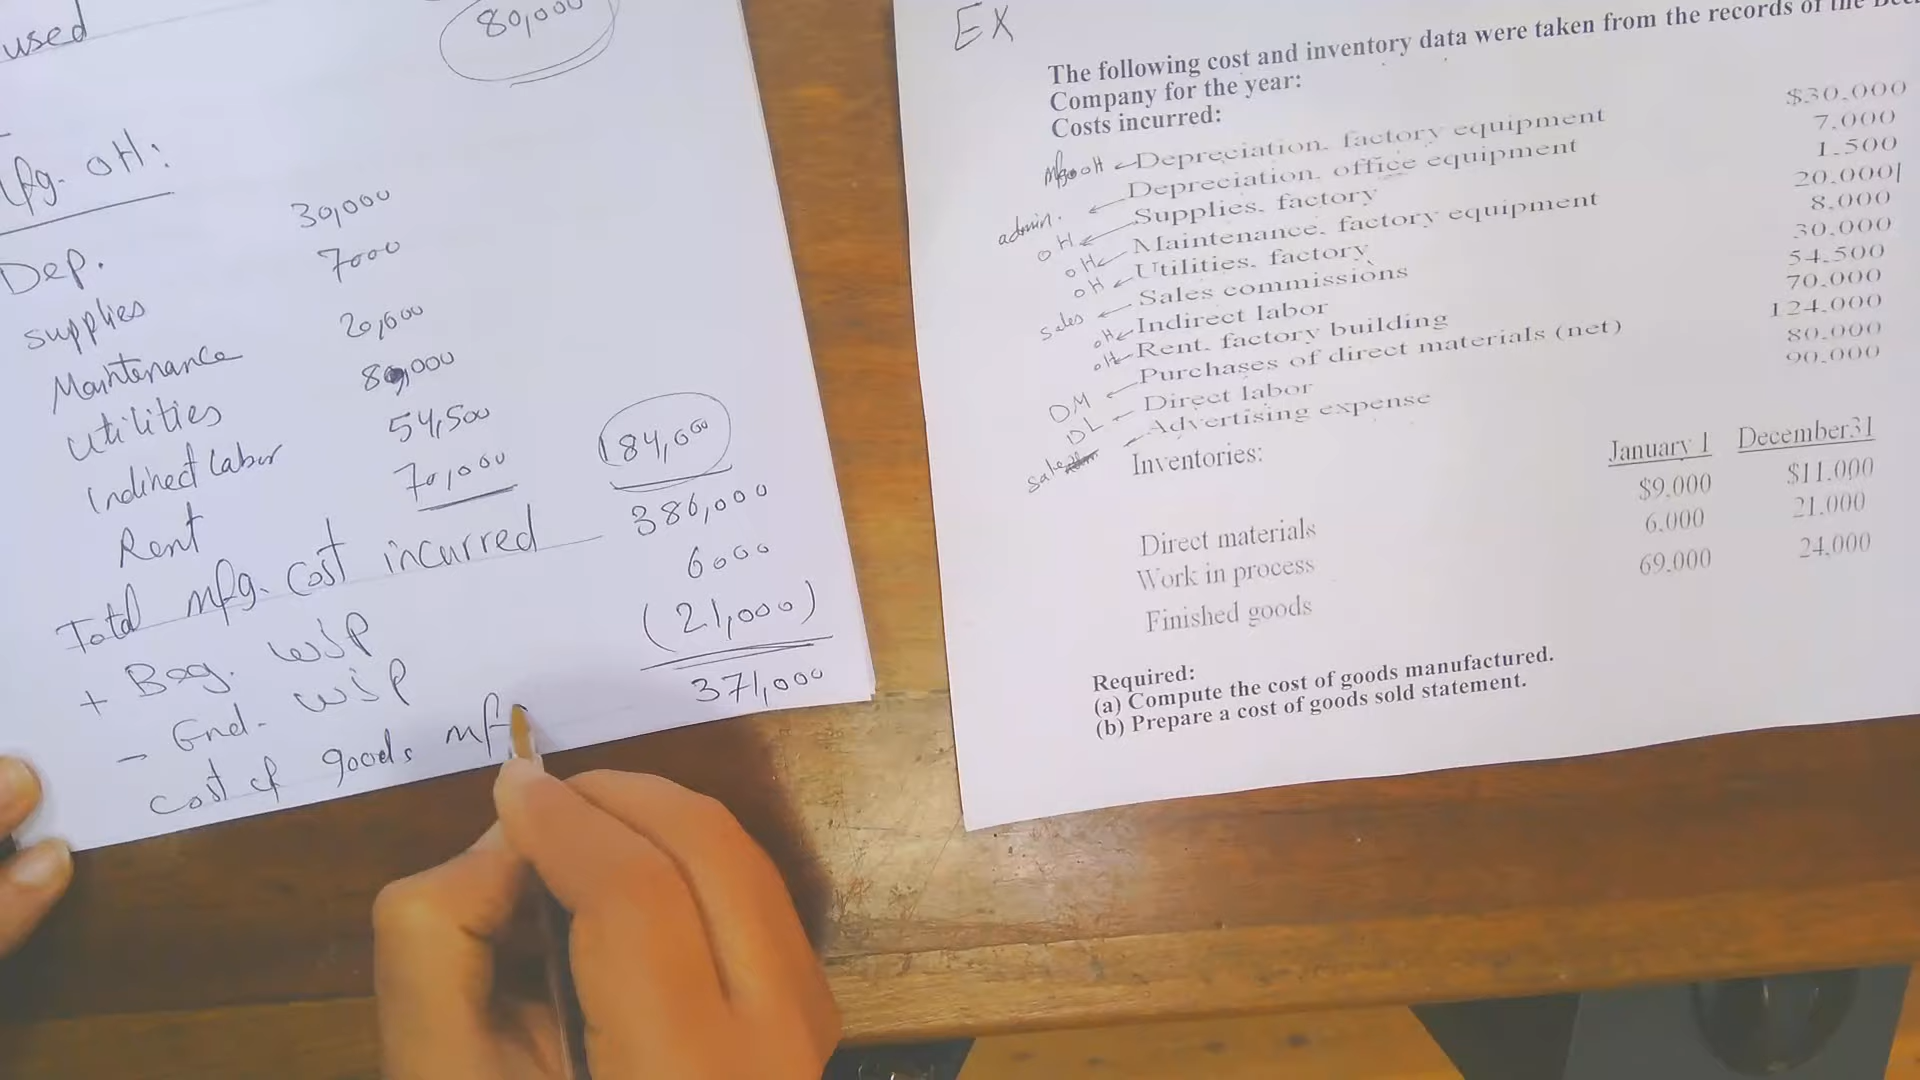 used
80,000
fg. OH:
Dep. 30,000
supplies 7000
Maintenance 20,000
Utilities 8,000
Indirect labor 54,500
Rent 70,000 184,000
Total mfg. cost incurred 386,000
+ Beg. WIP 6000
- End. WIP (21,000)
cost of goods mf 371,000
EX
The following cost and inventory data were taken from the records of the
Company for the year:
Costs incurred:
Mfg OH Depreciation, factory equipment $30,000
admin. Depreciation, office equipment 7,000
OH Supplies, factory 1,500
OH Maintenance, factory equipment 20,000
OH Utilities, factory 8,000
Sales Sales commissions 30,000
OH Indirect labor 54,500
OH Rent, factory building 70,000
DM Purchases of direct materials (net) 124,000
DL Direct labor 80,000
Sale Advertising expense 90,000
Inventories: January 1 December31
Direct materials $9,000 $11,000
Work in process 6,000 21,000
Finished goods 69,000 24,000
Required:
(a) Compute the cost of goods manufactured.
(b) Prepare a cost of goods sold statement.